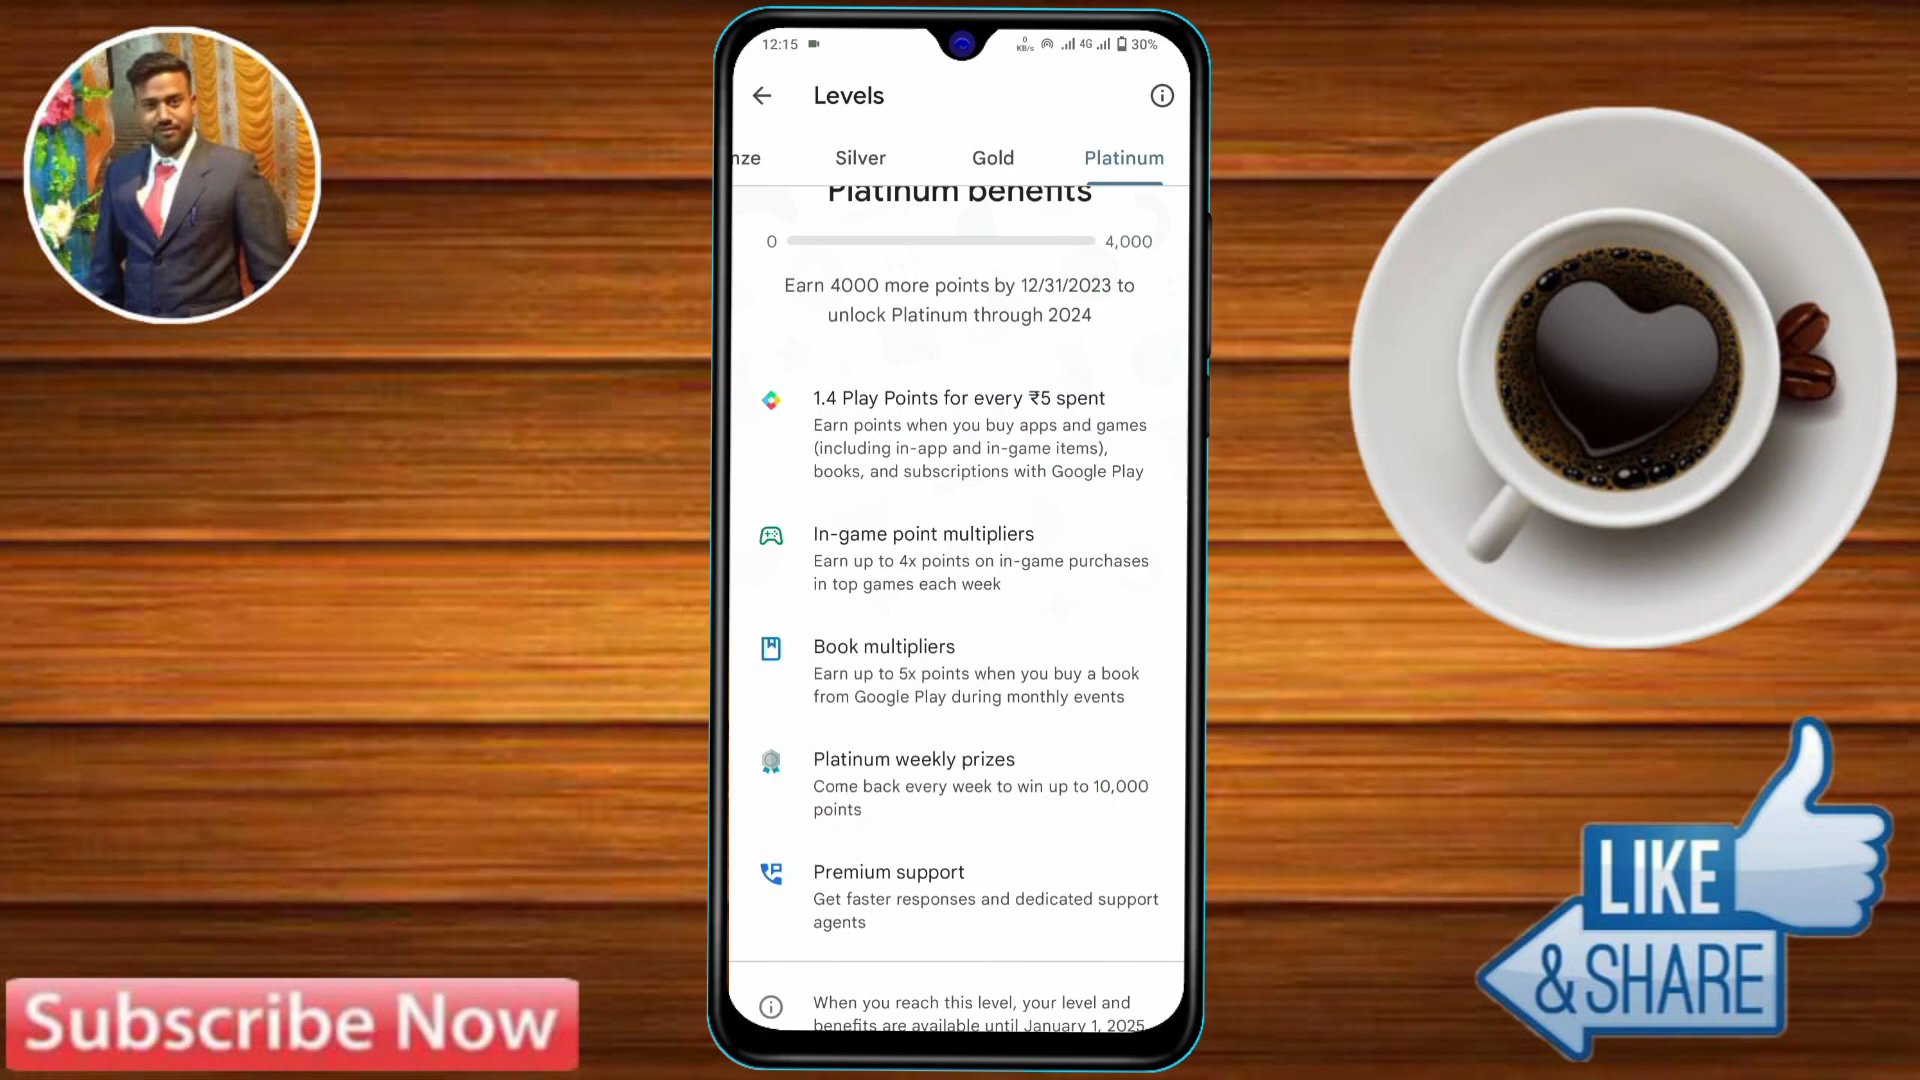 12:15
0
KB/s
4G
30%
Levels
nze
Silver
Gold
Platinum
Platinum benefits
0
4,000
Earn 4000 more points by 12/31/2023 to
unlock Platinum through 2024
1.4 Play Points for every ₹5 spent
Earn points when you buy apps and games
(including in-app and in-game items),
books, and subscriptions with Google Play
In-game point multipliers
Earn up to 4x points on in-game purchases
in top games each week
Book multipliers
Earn up to 5x points when you buy a book
from Google Play during monthly events
Platinum weekly prizes
Come back every week to win up to 10,000
points
Premium support
Get faster responses and dedicated support
agents
When you reach this level, your level and
benefits are available until January 1, 2025.
Subscribe Now
LIKE
& SHARE